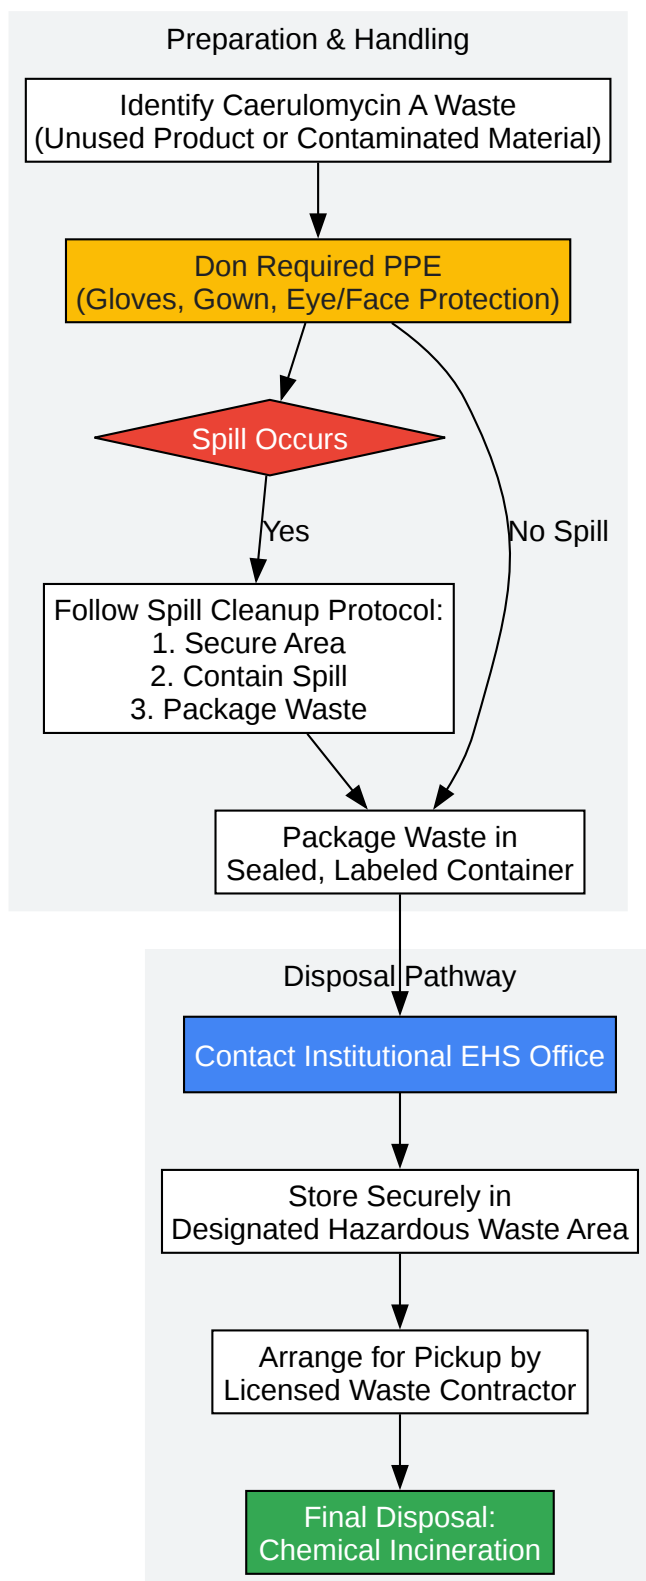 Preparation & Handling
Identify Caerulomycin A Waste
(Unused Product or Contaminated Material)
Don Required PPE
(Gloves, Gown, Eye/Face Protection)
Spill Occurs
Yes
No Spill
Follow Spill Cleanup Protocol:
1. Secure Area
2. Contain Spill
3. Package Waste
Package Waste in
Sealed, Labeled Container
Disposal Pathway
Contact Institutional EHS Office
Store Securely in
Designated Hazardous Waste Area
Arrange for Pickup by
Licensed Waste Contractor
Final Disposal:
Chemical Incineration